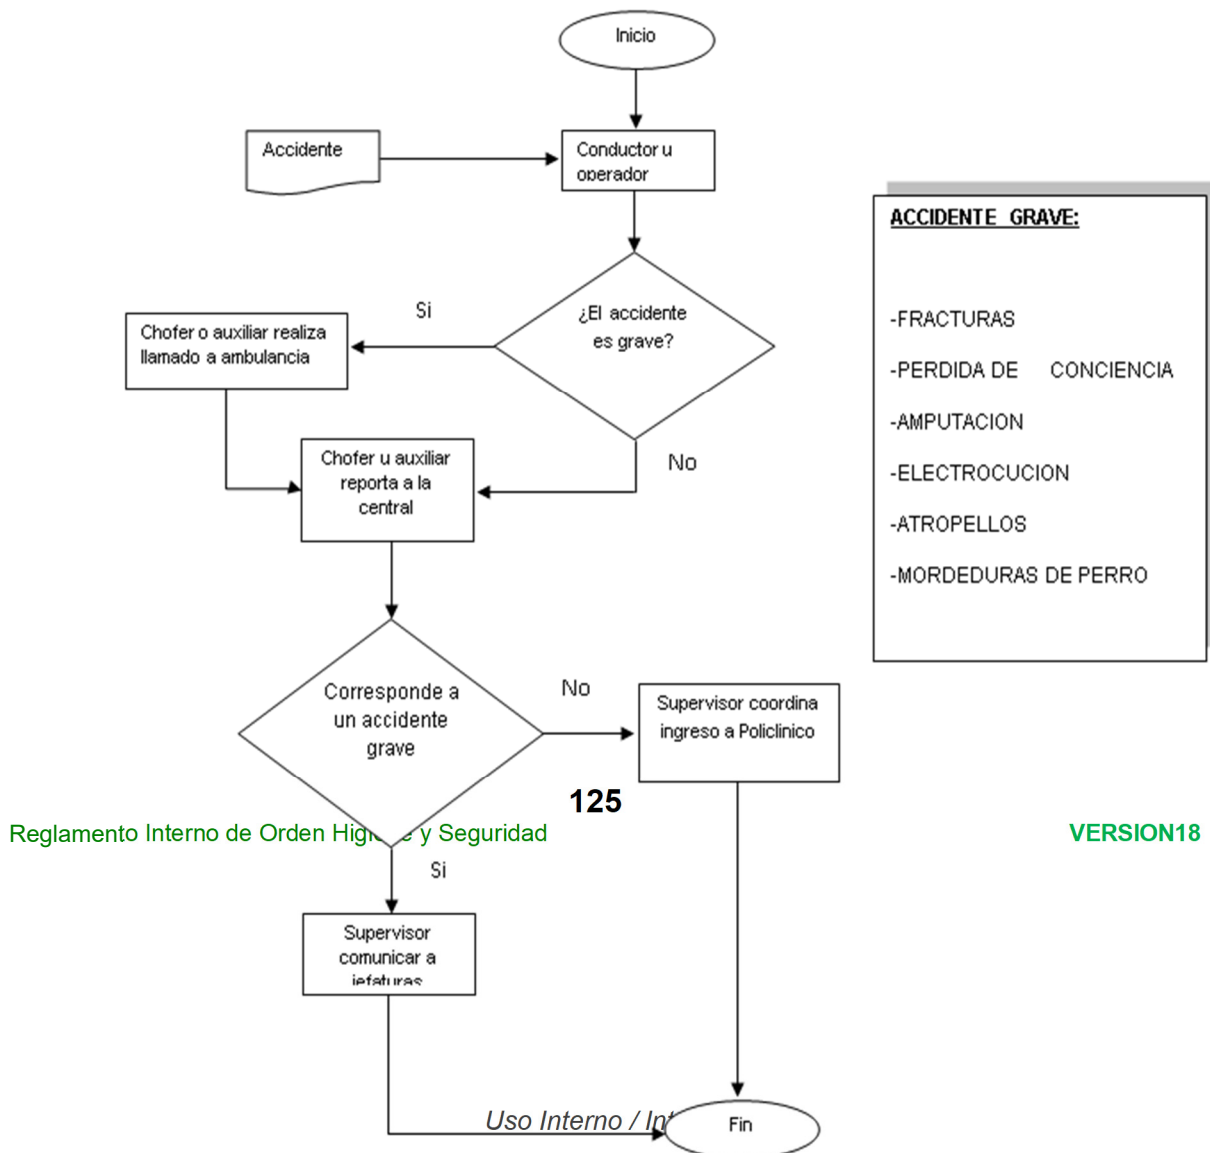 Inicio
Accidente
Conductor u
operador
ACCIDENTE GRAVE:
-FRACTURAS
-PERDIDA DE CONCIENCIA
-AMPUTACION
-ELECTROCUCION
-ATROPELLOS
-MORDEDURAS DE PERRO
¿El accidente
es grave?
Si
Chofer o auxiliar realiza
llamado a ambulancia
No
Chofer u auxiliar
reporta a la
central
Corresponde a
un accidente
grave
No
Supervisor coordina
ingreso a Policlinico
125
Reglamento Interno de Orden y Seguridad
VERSION18
Si
Supervisor
comunicar a
jefaturas
Uso Interno /
Fin